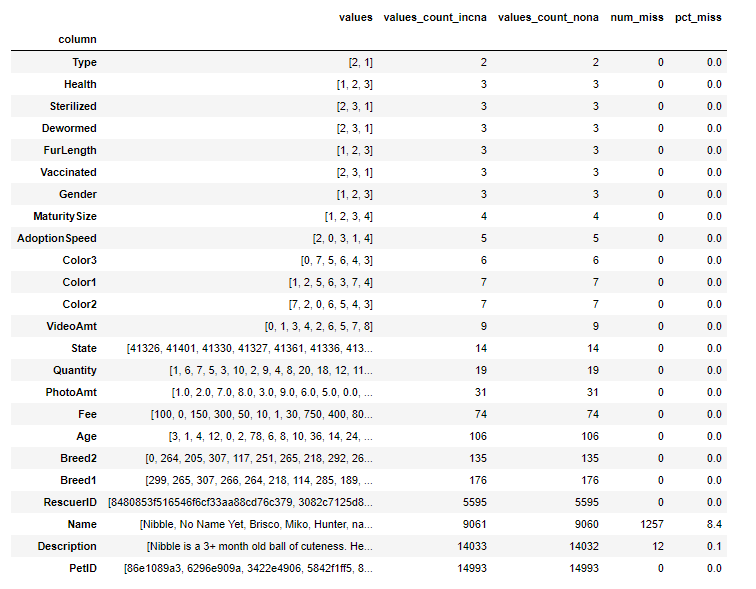 values values_count_incna values_count_nona num_miss pct_miss
column
Type [2, 1] 2 2 0 0.0
Health [1, 2, 3] 3 3 0 0.0
Sterilized [2, 3, 1] 3 3 0 0.0
Dewormed [2, 3, 1] 3 3 0 0.0
FurLength [1, 2, 3] 3 3 0 0.0
Vaccinated [2, 3, 1] 3 3 0 0.0
Gender [1, 2, 3] 3 3 0 0.0
MaturitySize [1, 2, 3, 4] 4 4 0 0.0
AdoptionSpeed [2, 0, 3, 1, 4] 5 5 0 0.0
Color3 [0, 7, 5, 6, 4, 3] 6 6 0 0.0
Color1 [1, 2, 5, 6, 3, 7, 4] 7 7 0 0.0
Color2 [7, 2, 0, 6, 5, 4, 3] 7 7 0 0.0
VideoAmt [0, 1, 3, 4, 2, 6, 5, 7, 8] 9 9 0 0.0
State [41326, 41401, 41330, 41327, 41361, 41336, 413... 14 14 0 0.0
Quantity [1, 6, 7, 5, 3, 10, 2, 9, 4, 8, 20, 18, 12, 11... 19 19 0 0.0
PhotoAmt [1.0, 2.0, 7.0, 8.0, 3.0, 9.0, 6.0, 5.0, 0.0, ... 31 31 0 0.0
Fee [100, 0, 150, 300, 50, 10, 1, 30, 750, 400, 80... 74 74 0 0.0
Age [3, 1, 4, 12, 0, 2, 78, 6, 8, 10, 36, 14, 24, ... 106 106 0 0.0
Breed2 [0, 264, 205, 307, 117, 251, 265, 218, 292, 26... 135 135 0 0.0
Breed1 [299, 265, 307, 266, 264, 218, 114, 285, 189, ... 176 176 0 0.0
RescuerID [8480853f516546f6cf33aa88cd76c379, 3082c7125d8... 5595 5595 0 0.0
Name [Nibble, No Name Yet, Brisco, Miko, Hunter, na... 9061 9060 1257 8.4
Description [Nibble is a 3+ month old ball of cuteness. He... 14033 14032 12 0.1
PetID [86e1089a3, 6296e909a, 3422e4906, 5842f1ff5, 8... 14993 14993 0 0.0